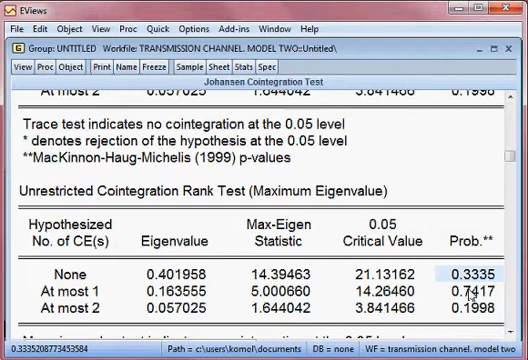 EViews
File Edit Object View Proc Quick Options Add-ins Window Help
G Group: UNTITLED Workfile: TRANSMISSION CHANNEL. MODEL TWO::Untitled\
View Proc Object Print Name Freeze Sample Sheet Stats Spec
Johansen Cointegration Test
At most 2 0.057025 1.644042 3.841466 0.1998
Trace test indicates no cointegration at the 0.05 level
* denotes rejection of the hypothesis at the 0.05 level
**MacKinnon-Haug-Michelis (1999) p-values
Unrestricted Cointegration Rank Test (Maximum Eigenvalue)
Hypothesized Max-Eigen 0.05
No. of CE(s) Eigenvalue Statistic Critical Value Prob.**
None 0.401958 14.39463 21.13162 0.3335
At most 1 0.163555 5.000660 14.26460 0.7417
At most 2 0.057025 1.644042 3.841466 0.1998
0.333520877345358​4 Path = c:\users\komol\documents DB = none WF = transmission channel. model two